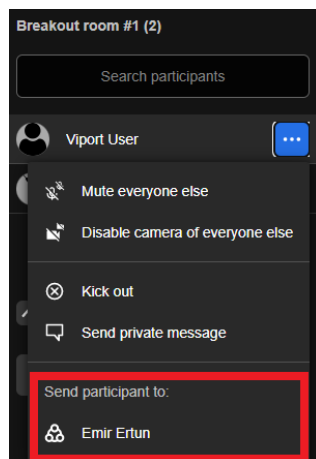 Breakout room #1 (2)
Search participants
Viport User
Mute everyone else
Disable camera of everyone else
Kick out
Send private message
Send participant to:
Emir Ertun